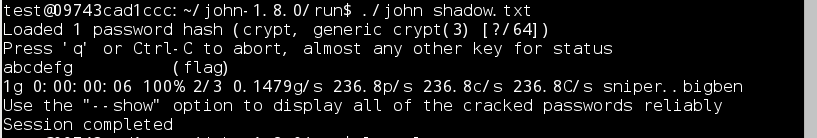 test@09743cad1ccc:~/john-1.8.0/run$ ./john shadow.txt
Loaded 1 password hash (crypt, generic crypt(3) [?/64])
Press 'q' or Ctrl-C to abort, almost any other key for status
abcdefg          (flag)
1g 0:00:00:06 100% 2/3 0.1479g/s 236.8p/s 236.8c/s 236.8C/s sniper..bigben
Use the "--show" option to display all of the cracked passwords reliably
Session completed